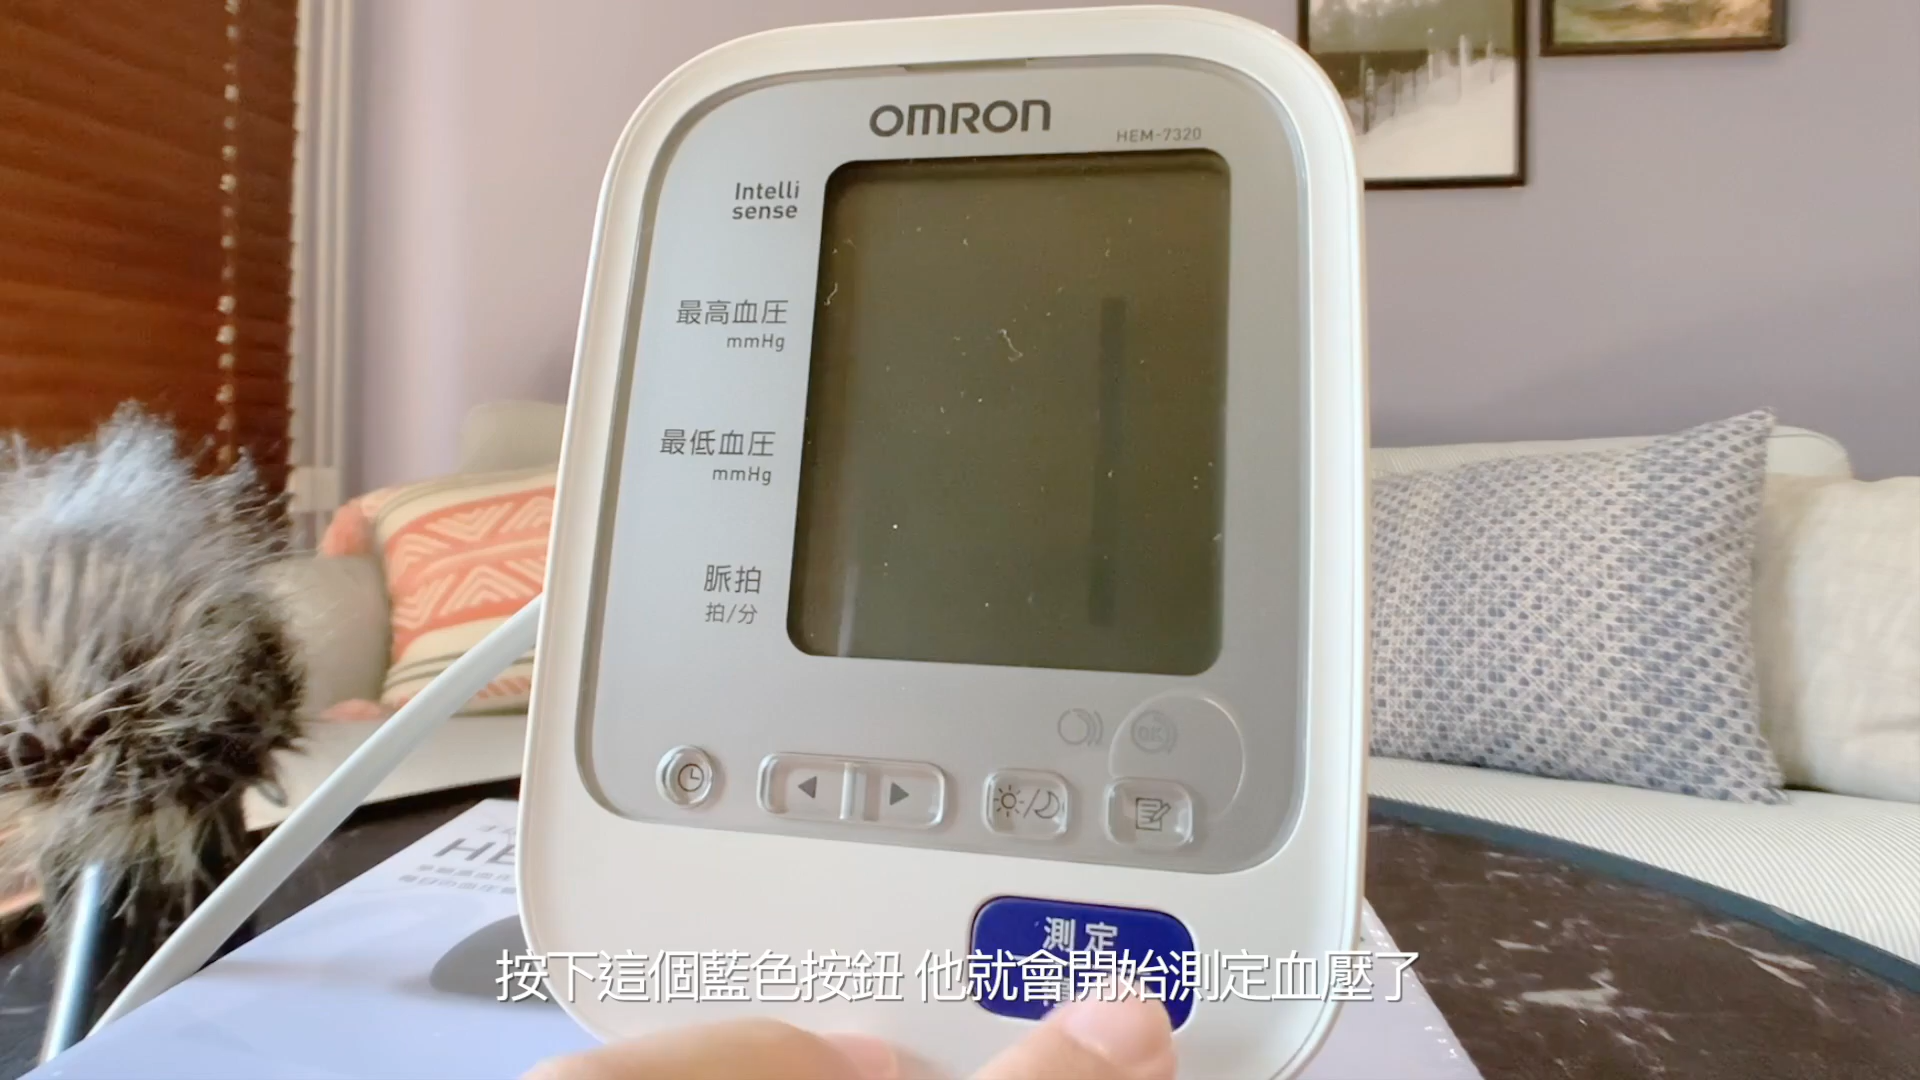 OMRON
HEM-7320
Intelli
sense
最高血圧
mmHg
最低血圧
mmHg
脈拍
拍/分
OK
測定
按下這個藍色按鈕 他就會開始測定血壓了